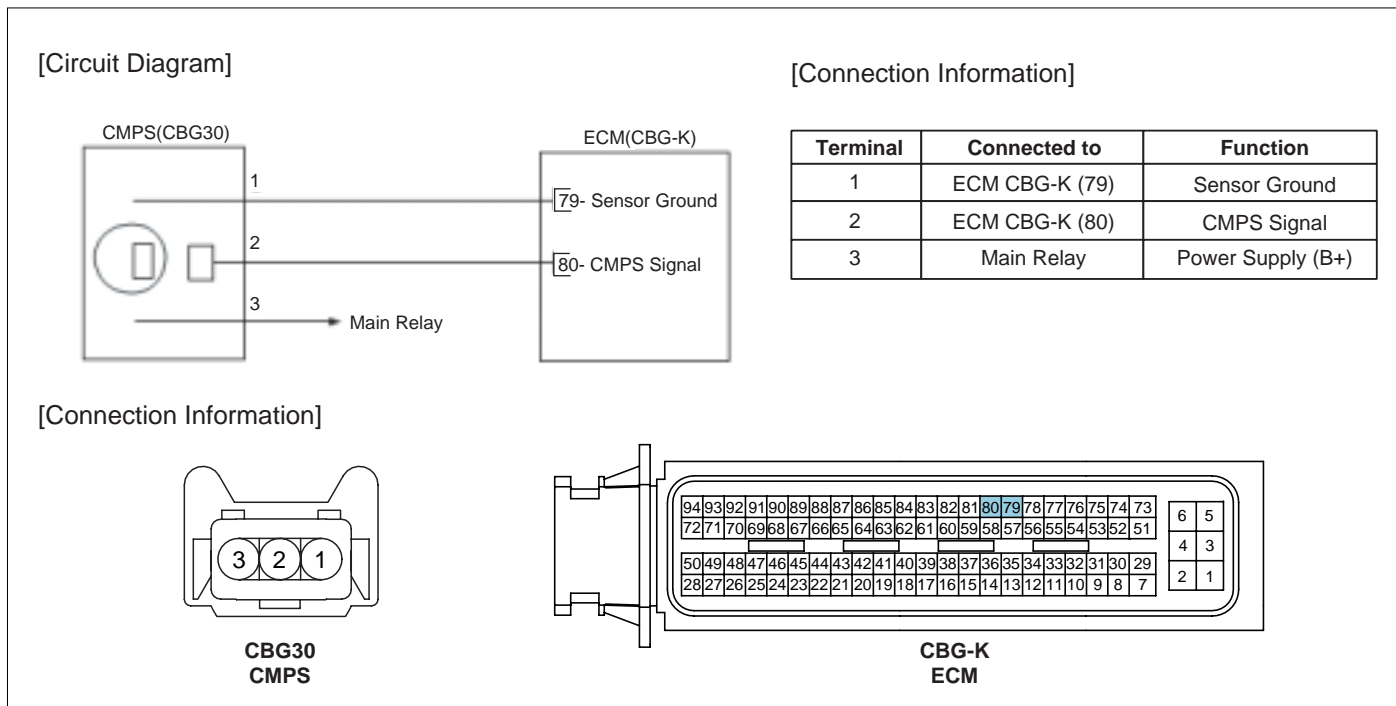 [Circuit Diagram]
CMPS(CBG30)
ECM(CBG-K)
1
79- Sensor Ground
2
80- CMPS Signal
3
Main Relay
[Connection Information]
Terminal Connected to Function
1 ECM CBG-K (79) Sensor Ground
2 ECM CBG-K (80) CMPS Signal
3 Main Relay Power Supply (B+)
[Connection Information]
3 2 1
CBG30
CMPS
94 93 92 91 90 89 88 87 86 85 84 83 82 81 80 79 78 77 76 75 74 73
72 71 70 69 68 67 66 65 64 63 62 61 60 59 58 57 56 55 54 53 52 51
50 49 48 47 46 45 44 43 42 41 40 39 38 37 36 35 34 33 32 31 30 29
28 27 26 25 24 23 22 21 20 19 18 17 16 15 14 13 12 11 10 9 8 7
6 5
4 3
2 1
CBG-K
ECM